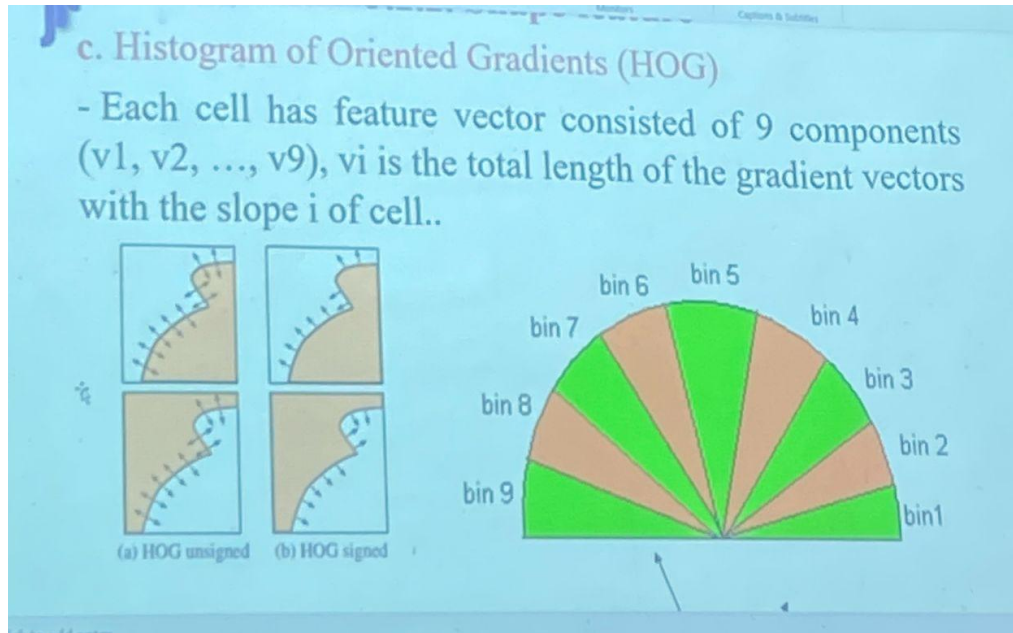 Captions & Subtitles
c. Histogram of Oriented Gradients (HOG)
- Each cell has feature vector consisted of 9 components
(v1, v2, ..., v9), vi is the total length of the gradient vectors
with the slope i of cell..
bin 6 bin 5
bin 7 bin 4
bin 8 bin 3
bin 2
bin 9 bin1
(a) HOG unsigned (b) HOG signed